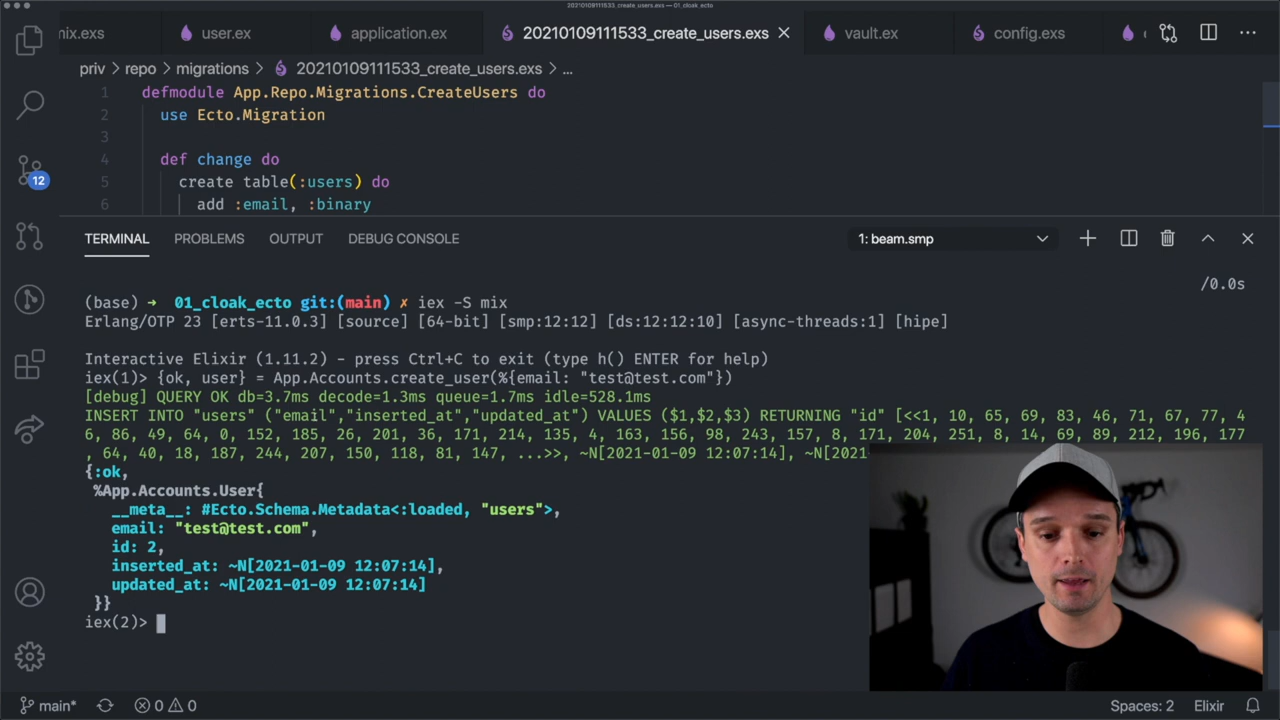 20210109111533_create_users.exs — 01_cloak_ecto
mix.exs
user.ex
application.ex
20210109111533_create_users.exs
vault.ex
config.exs
priv > repo > migrations > 20210109111533_create_users.exs > ...
1 defmodule App.Repo.Migrations.CreateUsers do
2 use Ecto.Migration
3
4 def change do
5 create table(:users) do
6 add :email, :binary
12
TERMINAL PROBLEMS OUTPUT DEBUG CONSOLE 1: beam.smp
/0.0s
(base) → 01_cloak_ecto git:(main) ✗ iex -S mix
Erlang/OTP 23 [erts-11.0.3] [source] [64-bit] [smp:12:12] [ds:12:12:10] [async-threads:1] [hipe]
Interactive Elixir (1.11.2) - press Ctrl+C to exit (type h() ENTER for help)
iex(1)> {ok, user} = App.Accounts.create_user(%{email: "test@test.com"})
[debug] QUERY OK db=3.7ms decode=1.3ms queue=1.7ms idle=528.1ms
INSERT INTO "users" ("email","inserted_at","updated_at") VALUES ($1,$2,$3) RETURNING "id" [<<1, 10, 65, 69, 83, 46, 71, 67, 77, 4
6, 86, 49, 64, 0, 152, 185, 26, 201, 36, 171, 214, 135, 4, 163, 156, 98, 243, 157, 8, 171, 204, 251, 8, 14, 69, 89, 212, 196, 177
, 64, 40, 18, 187, 244, 207, 150, 118, 81, 147, ...>>, ~N[2021-01-09 12:07:14], ~N[2021
{:ok,
%App.Accounts.User{
__meta__: #Ecto.Schema.Metadata<:loaded, "users">,
email: "test@test.com",
id: 2,
inserted_at: ~N[2021-01-09 12:07:14],
updated_at: ~N[2021-01-09 12:07:14]
}}
iex(2)>
main* 0 0 Spaces: 2 Elixir